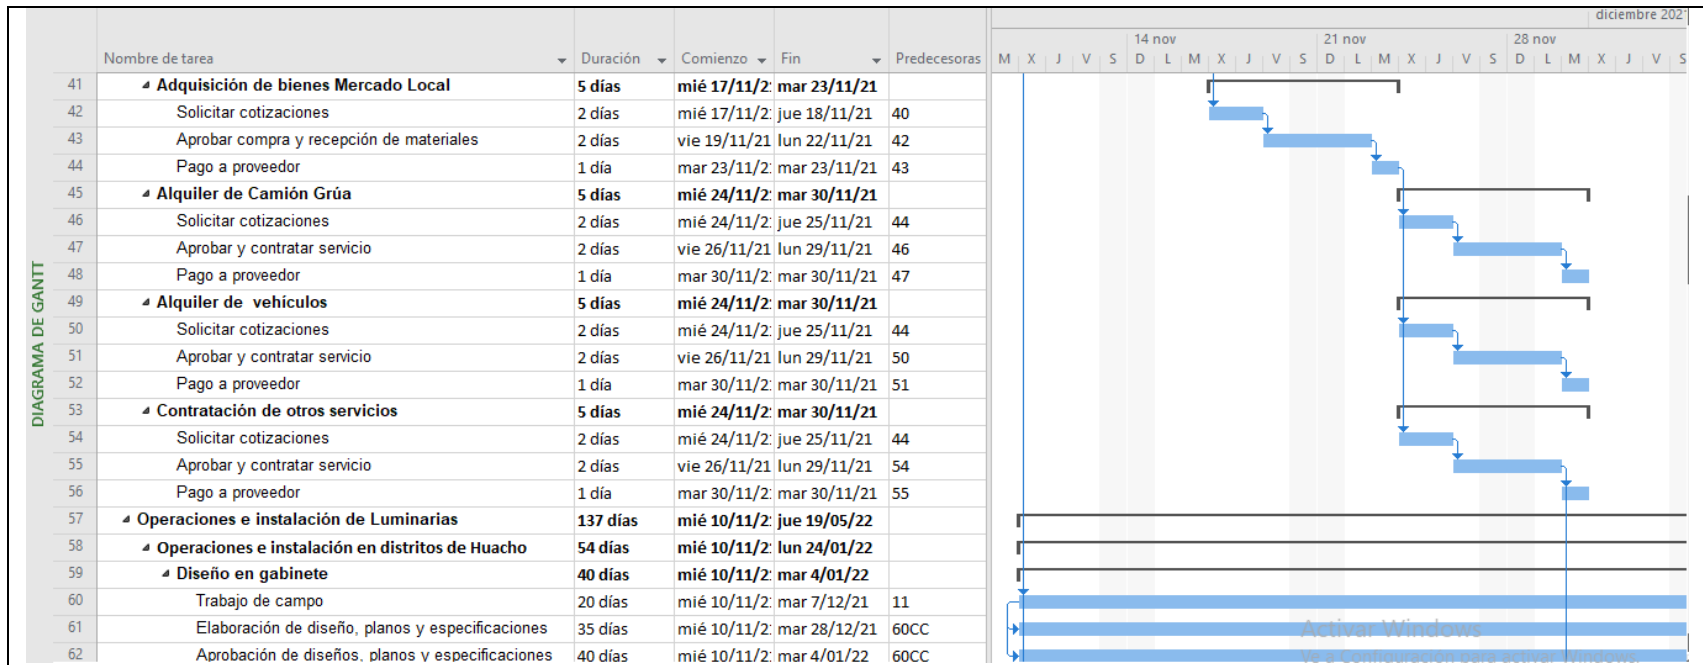 diciembre 202
14 nov 21 nov 28 nov
Nombre de tarea Duración Comienzo Fin Predecesoras M X J V S D L M X J V S D L M X J V S D L M X J V S
41 Adquisición de bienes Mercado Local 5 días mié 17/11/2 mar 23/11/21
42 Solicitar cotizaciones 2 días mié 17/11/2 jue 18/11/21 40
43 Aprobar compra y recepción de materiales 2 días vie 19/11/21 lun 22/11/21 42
44 Pago a proveedor 1 día mar 23/11/2 mar 23/11/21 43
45 Alquiler de Camión Grúa 5 días mié 24/11/2 mar 30/11/21
46 Solicitar cotizaciones 2 días mié 24/11/2 jue 25/11/21 44
47 Aprobar y contratar servicio 2 días vie 26/11/21 lun 29/11/21 46
48 Pago a proveedor 1 día mar 30/11/2 mar 30/11/21 47
49 Alquiler de vehículos 5 días mié 24/11/2 mar 30/11/21
50 Solicitar cotizaciones 2 días mié 24/11/2 jue 25/11/21 44
51 Aprobar y contratar servicio 2 días vie 26/11/21 lun 29/11/21 50
52 Pago a proveedor 1 día mar 30/11/2 mar 30/11/21 51
53 Contratación de otros servicios 5 días mié 24/11/2 mar 30/11/21
54 Solicitar cotizaciones 2 días mié 24/11/2 jue 25/11/21 44
55 Aprobar y contratar servicio 2 días vie 26/11/21 lun 29/11/21 54
56 Pago a proveedor 1 día mar 30/11/2 mar 30/11/21 55
57 Operaciones e instalación de Luminarias 137 días mié 10/11/2 jue 19/05/22
58 Operaciones e instalación en distritos de Huacho 54 días mié 10/11/2 lun 24/01/22
59 Diseño en gabinete 40 días mié 10/11/2 mar 4/01/22
60 Trabajo de campo 20 días mié 10/11/2 mar 7/12/21 11
61 Elaboración de diseño, planos y especificaciones 35 días mié 10/11/2 mar 28/12/21 60CC
62 Aprobación de diseños, planos y especificaciones 40 días mié 10/11/2 mar 4/01/22 60CC
DIAGRAMA DE GANTT
Activar Windows
Ve a Configuración para activar Windows.